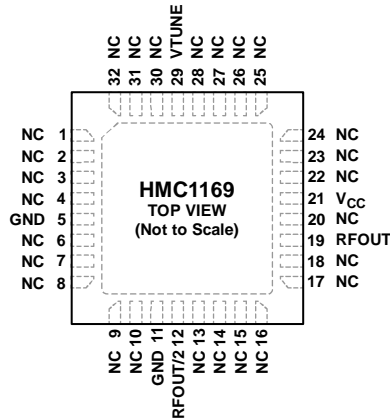 32 NC
31 NC
30 NC
29 VTUNE
28 NC
27 NC
26 NC
25 NC
NC 1
NC 2
NC 3
NC 4
GND 5
NC 6
NC 7
NC 8
HMC1169
TOP VIEW
(Not to Scale)
24 NC
23 NC
22 NC
21 VCC
20 NC
19 RFOUT
18 NC
17 NC
NC 9
NC 10
GND 11
RFOUT/2 12
NC 13
NC 14
NC 15
NC 16